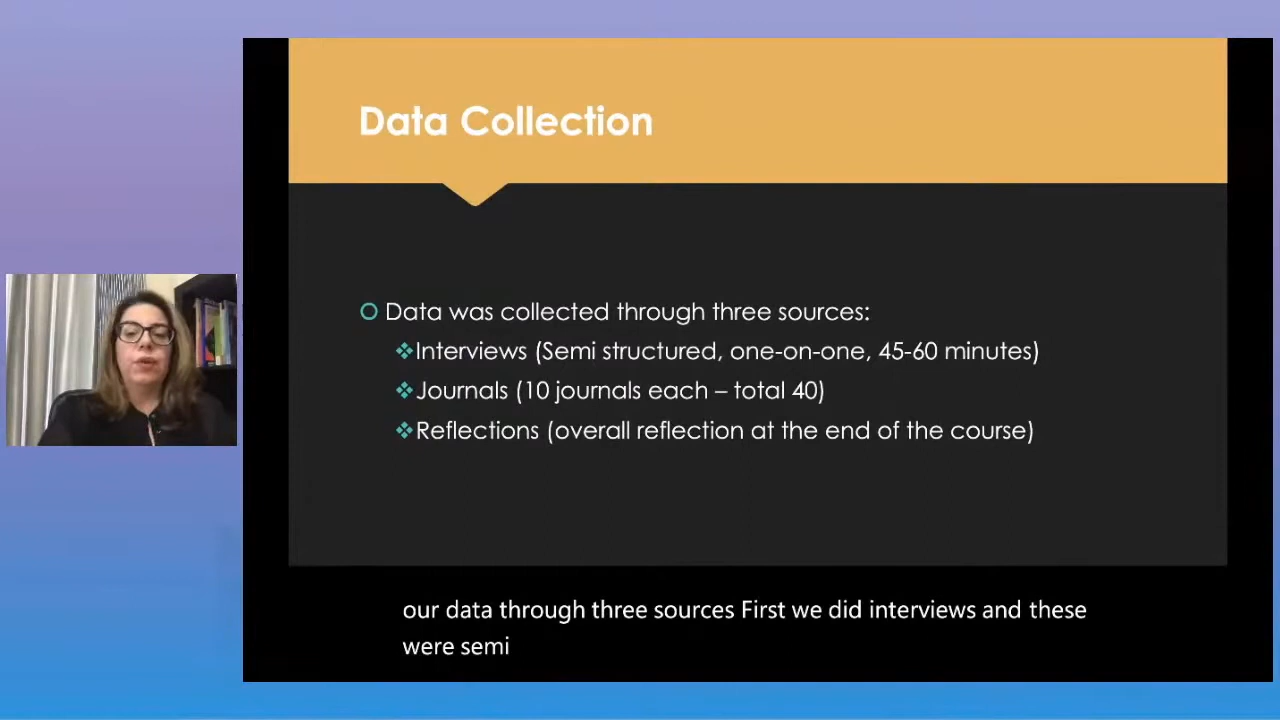 Data Collection
Data was collected through three sources:
Interviews (Semi structured, one-on-one, 45-60 minutes)
Journals (10 journals each – total 40)
Reflections (overall reflection at the end of the course)
our data through three sources First we did interviews and these
were semi